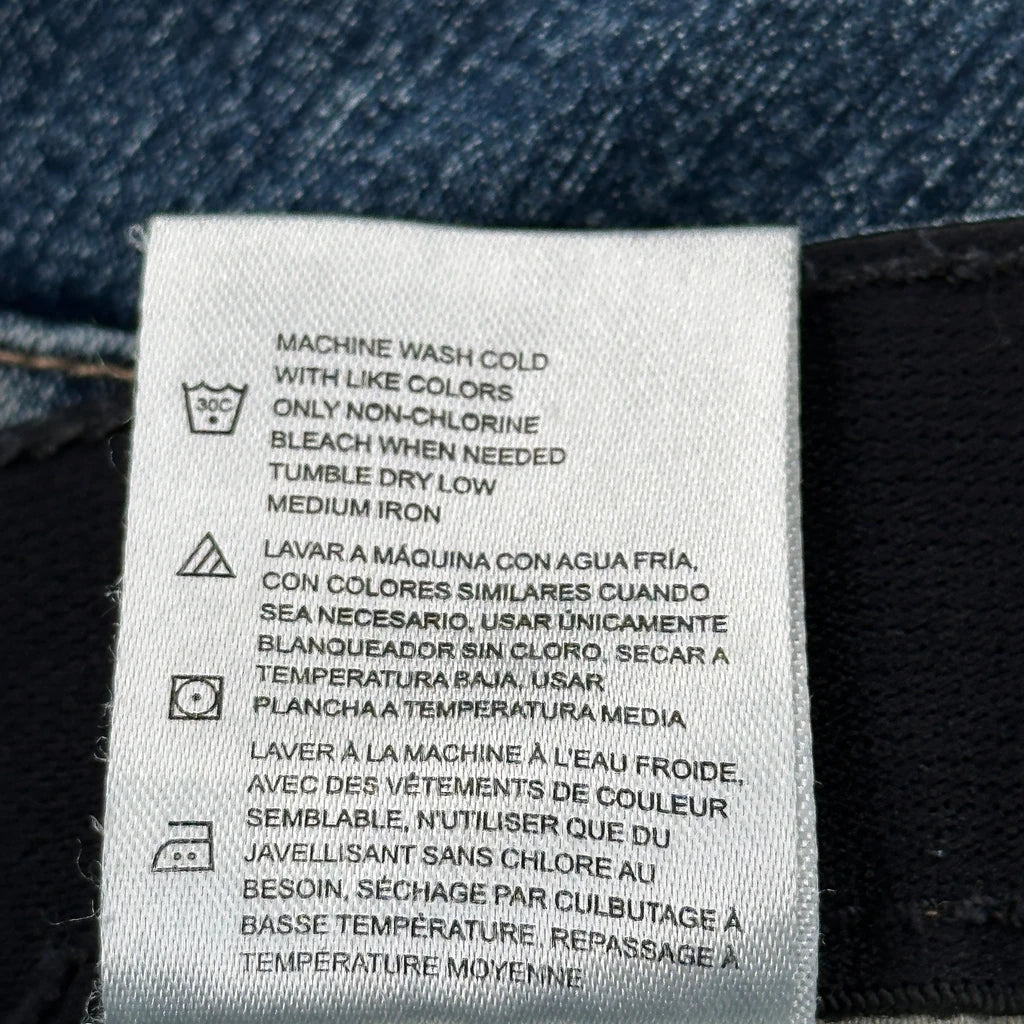 MACHINE WASH COLD
WITH LIKE COLORS
30C
ONLY NON-CHLORINE
BLEACH WHEN NEEDED
TUMBLE DRY LOW
MEDIUM IRON
LAVAR A MÁQUINA CON AGUA FRÍA,
CON COLORES SIMILARES CUANDO
SEA NECESARIO, USAR ÚNICAMENTE
BLANQUEADOR SIN CLORO, SECAR A
TEMPERATURA BAJA, USAR
PLANCHA A TEMPERATURA MEDIA
LAVER À LA MACHINE À L'EAU FROIDE,
AVEC DES VÊTEMENTS DE COULEUR
SEMBLABLE, N'UTILISER QUE DU
JAVELLISANT SANS CHLORE AU
BESOIN, SÉCHAGE PAR CULBUTAGE À
BASSE TEMPÉRATURE, REPASSAGE À
TEMPÉRATURE MOYENNE